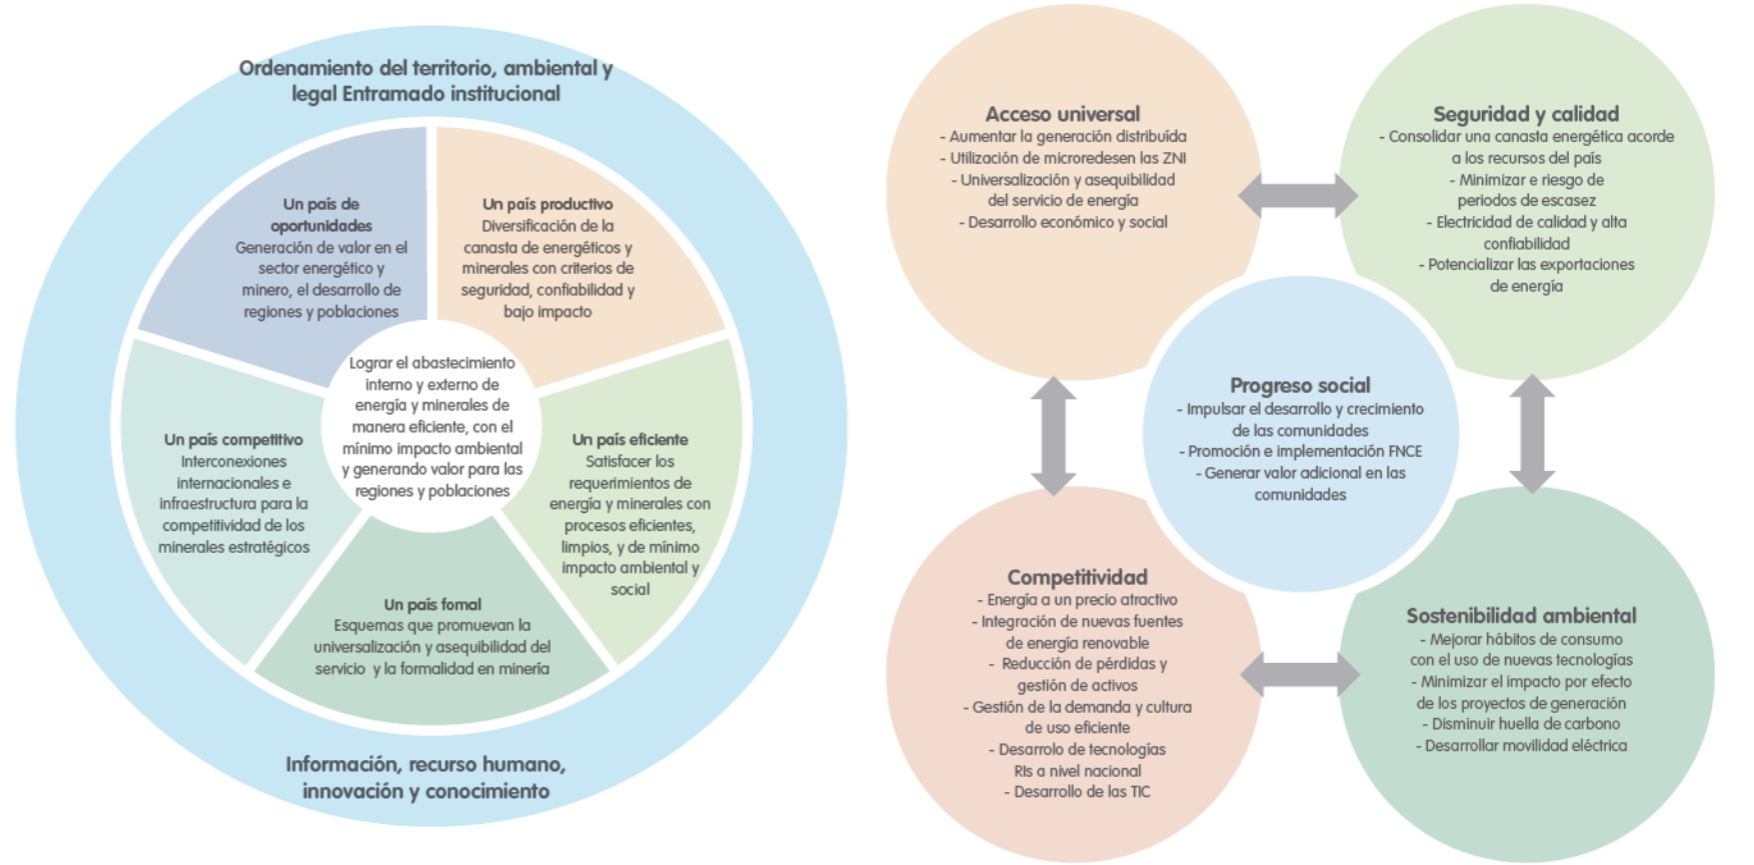 Ordenamiento del territorio, ambiental y
legal Entramado institucional
Un país de
oportunidades
Generación de valor en el
sector energético y
minero, el desarrollo de
regiones y poblaciones
Un país productivo
Diversificación de la
canasta de energéticos y
minerales con criterios de
seguridad, confiabilidad y
bajo impacto
Lograr el abastecimiento
interno y externo de
energía y minerales de
manera eficiente, con el
mínimo impacto ambiental
y generando valor para las
regiones y poblaciones
Un país competitivo
Interconexiones
internacionales e
infraestructura para la
competitividad de los
minerales estratégicos
Un país eficiente
Satisfacer los
requerimientos de
energía y minerales con
procesos eficientes,
limpios, y de mínimo
impacto ambiental y
social
Un país fomal
Esquemas que promuevan la
universalización y asequibilidad del
servicio y la formalidad en minería
Información, recurso humano,
innovación y conocimiento
Acceso universal
- Aumentar la generación distribuída
- Utilización de microredesen las ZNI
- Universalización y asequibilidad
del servicio de energía
- Desarrollo económico y social
Seguridad y calidad
- Consolidar una canasta energética acorde
a los recursos del país
- Minimizar e riesgo de
periodos de escasez
- Electricidad de calidad y alta
confiabilidad
- Potencializar las exportaciones
de energía
Progreso social
- Impulsar el desarrollo y crecimiento
de las comunidades
- Promoción e implementación FNCE
- Generar valor adicional en las
comunidades
Competitividad
- Energía a un precio atractivo
- Integración de nuevas fuentes
de energía renovable
- Reducción de pérdidas y
gestión de activos
- Gestión de la demanda y cultura
de uso eficiente
- Desarrolo de tecnologías
RIs a nivel nacional
- Desarrollo de las TIC
Sostenibilidad ambiental
- Mejorar hábitos de consumo
con el uso de nuevas tecnologías
- Minimizar el impacto por efecto
de los proyectos de generación
- Disminuir huella de carbono
- Desarrollar movilidad eléctrica